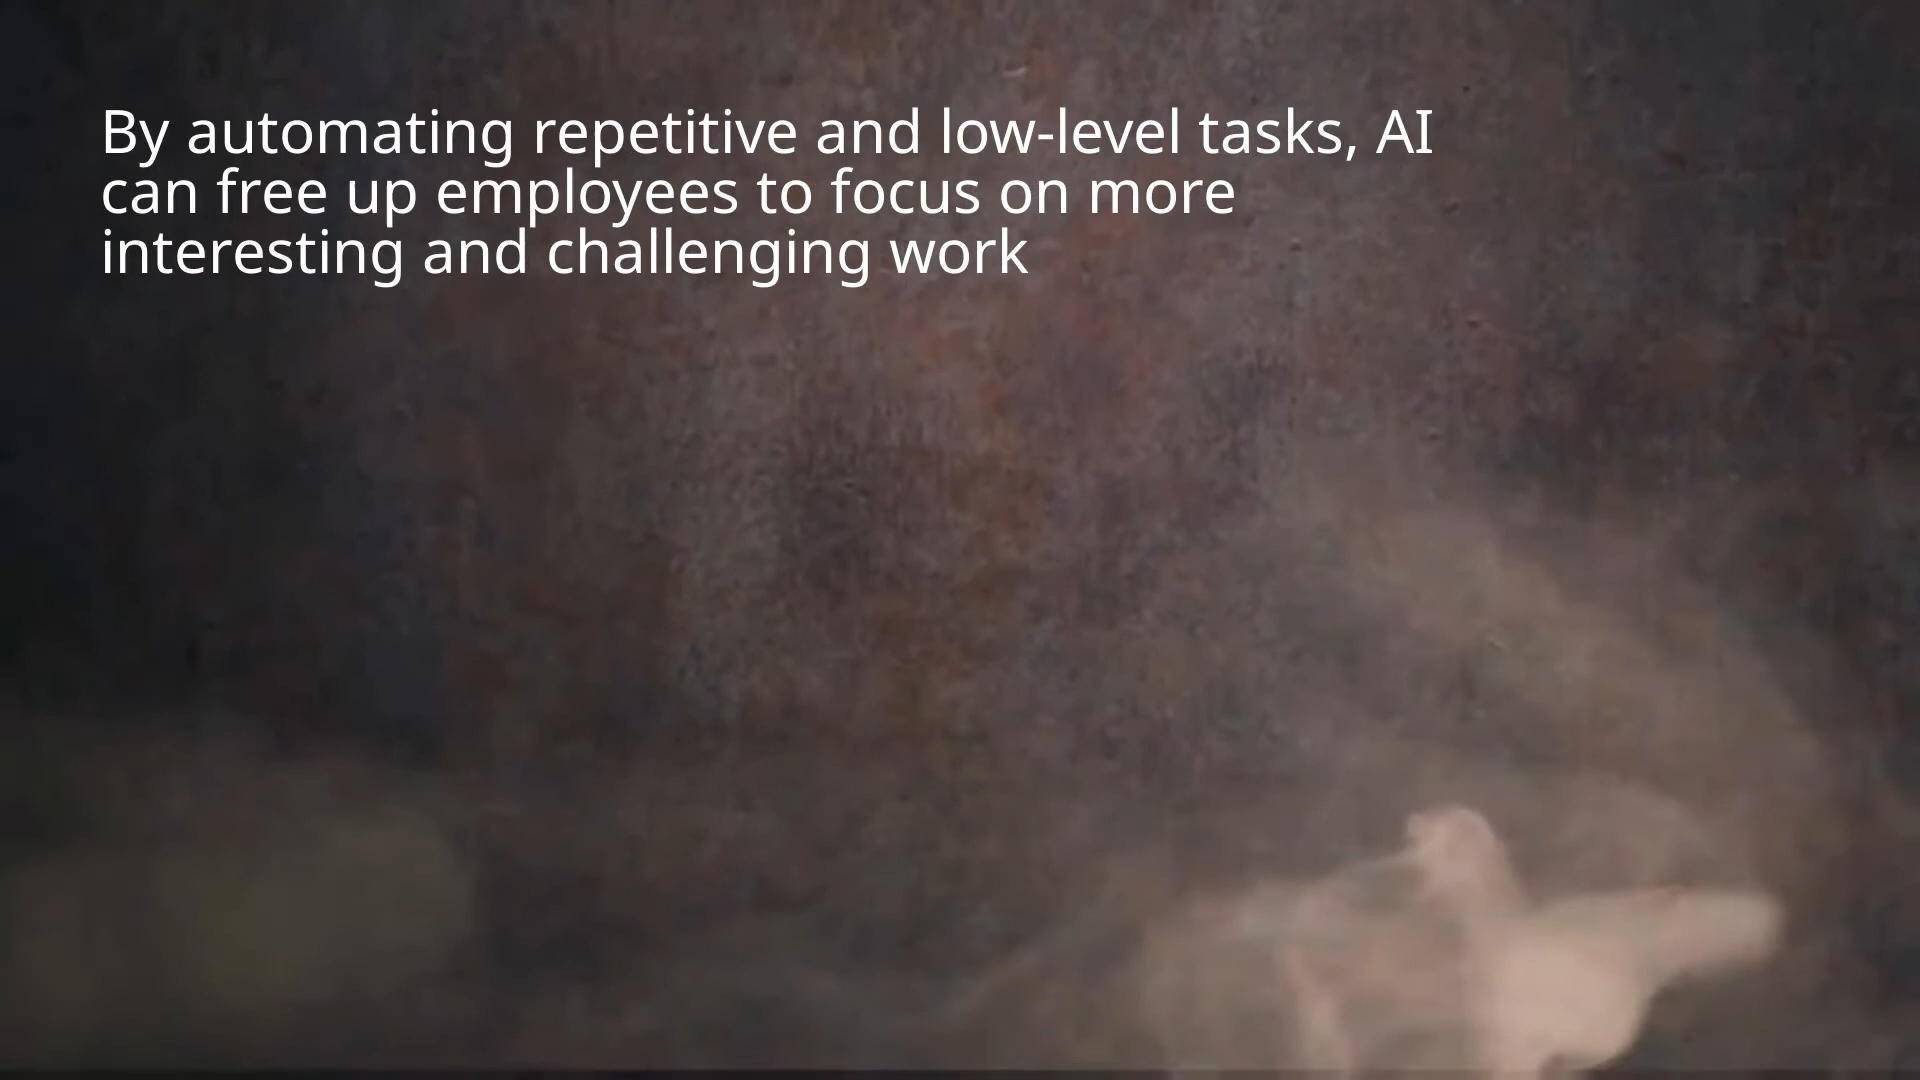 By automating repetitive and low-level tasks, AI
can free up employees to focus on more
interesting and challenging work